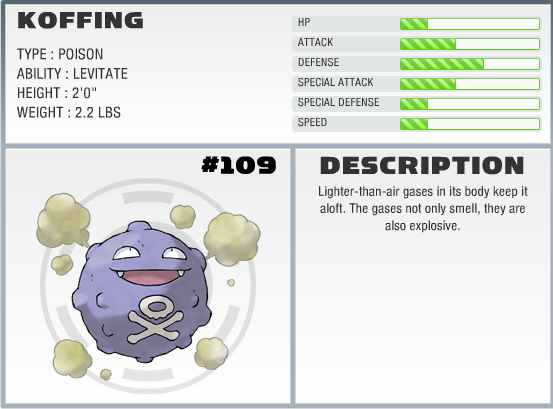 KOFFING
TYPE : POISON
ABILITY : LEVITATE
HEIGHT : 2'0"
WEIGHT : 2.2 LBS
HP
ATTACK
DEFENSE
SPECIAL ATTACK
SPECIAL DEFENSE
SPEED
#109
DESCRIPTION
Lighter-than-air gases in its body keep it
aloft. The gases not only smell, they are
also explosive.